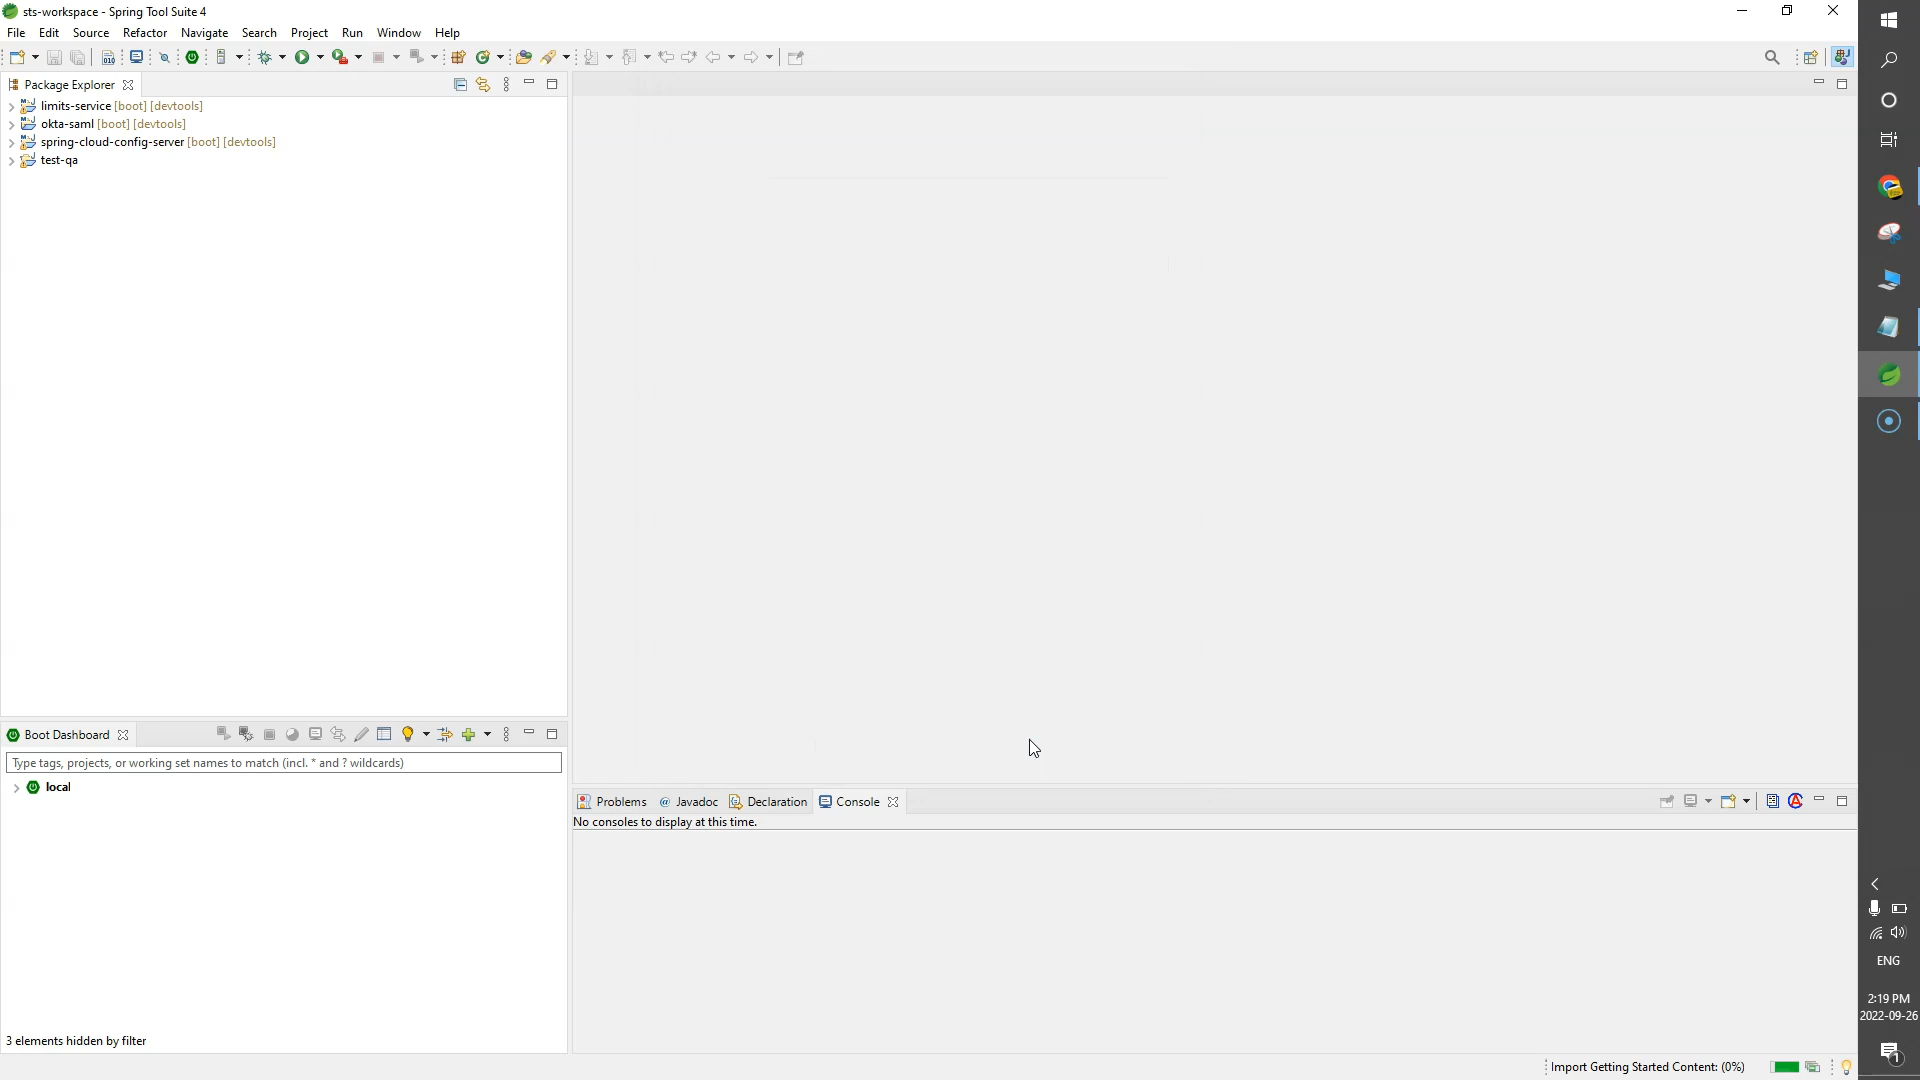 sts-workspace - Spring Tool Suite 4
File Edit Source Refactor Navigate Search Project Run Window Help
Package Explorer
limits-service [boot] [devtools]
okta-saml [boot] [devtools]
spring-cloud-config-server [boot] [devtools]
test-qa
Boot Dashboard
Type tags, projects, or working set names to match (incl. * and ? wildcards)
local
3 elements hidden by filter
Problems @ Javadoc Declaration Console
No consoles to display at this time.
Import Getting Started Content: (0%)
ENG
2:19 PM
2022-09-26
1